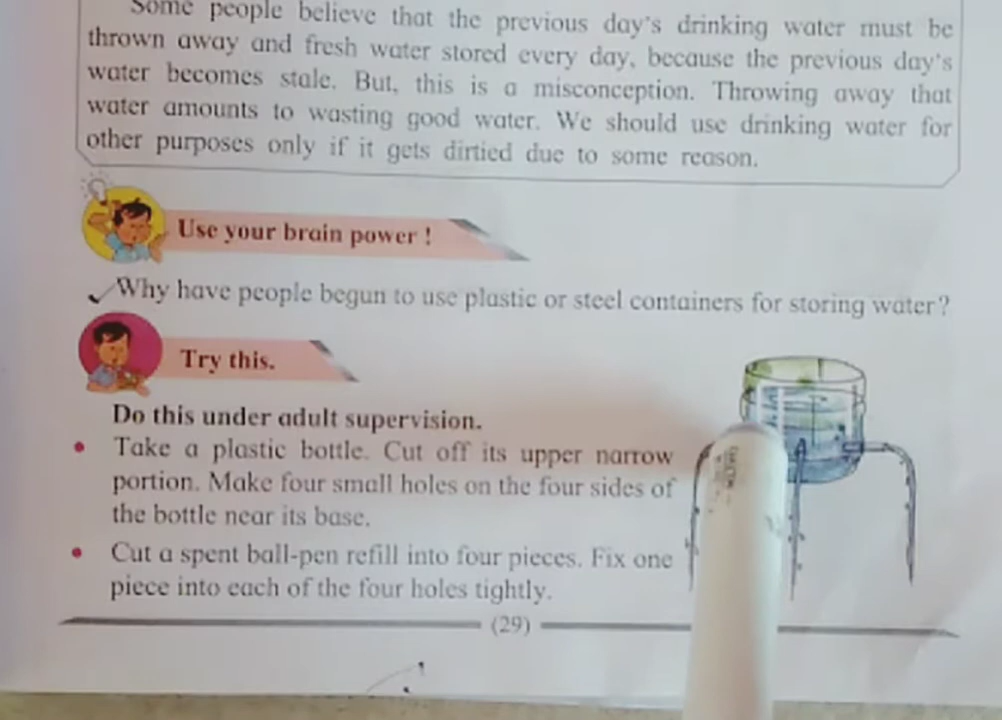 Some people believe that the previous day's drinking water must be
thrown away and fresh water stored every day, because the previous day's
water becomes stale. But, this is a misconception. Throwing away that
water amounts to wasting good water. We should use drinking water for
other purposes only if it gets dirtied due to some reason.
Use your brain power !
Why have people begun to use plastic or steel containers for storing water?
Try this.
Do this under adult supervision.
• Take a plastic bottle. Cut off its upper narrow
portion. Make four small holes on the four sides of
the bottle near its base.
• Cut a spent ball-pen refill into four pieces. Fix one
piece into each of the four holes tightly.
(29)